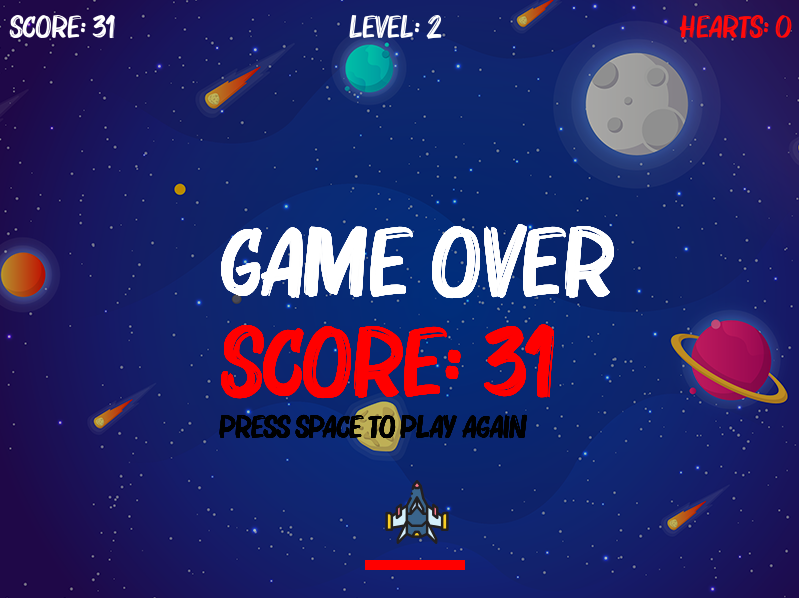 SCORE: 31
LEVEL: 2
HEARTS: 0
GAME OVER
SCORE: 31
PRESS SPACE TO PLAY AGAIN